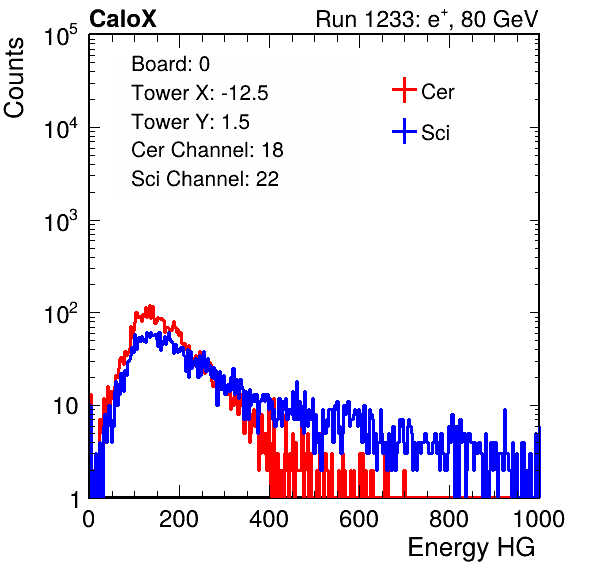 CaloX Run 1233: e⁺, 80 GeV
Counts
10⁵
10⁴
10³
10²
10
1
Board: 0
Tower X: -12.5
Tower Y: 1.5
Cer Channel: 18
Sci Channel: 22
Cer
Sci
0 200 400 600 800 1000
Energy HG